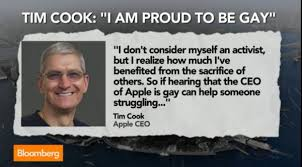 TIM COOK: "I AM PROUD TO BE GAY"
"I don't consider myself an activist,
but I realize how much I've
benefited from the sacrifice of
others. So if hearing that the CEO
of Apple is gay can help someone
struggling..."
Tim Cook
Apple CEO
Bloomberg